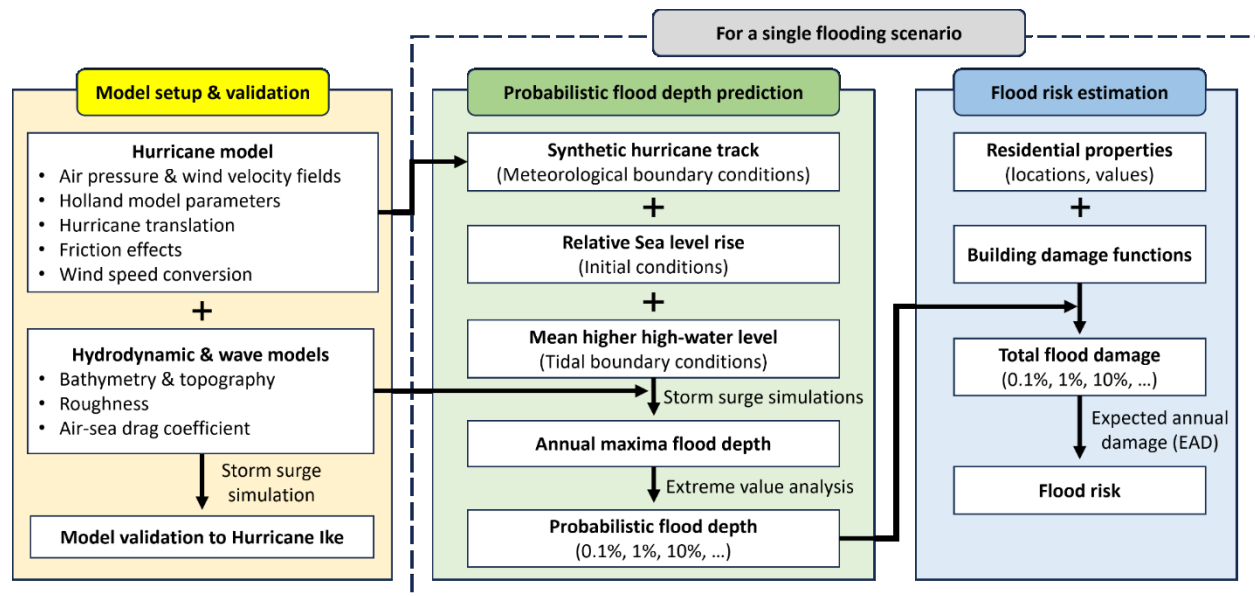 For a single flooding scenario
Model setup & validation
Hurricane model
• Air pressure & wind velocity fields
• Holland model parameters
• Hurricane translation
• Friction effects
• Wind speed conversion
+
Hydrodynamic & wave models
• Bathymetry & topography
• Roughness
• Air-sea drag coefficient
Storm surge
simulation
Model validation to Hurricane Ike
Probabilistic flood depth prediction
Synthetic hurricane track
(Meteorological boundary conditions)
+
Relative Sea level rise
(Initial conditions)
+
Mean higher high-water level
(Tidal boundary conditions)
Storm surge simulations
Annual maxima flood depth
Extreme value analysis
Probabilistic flood depth
(0.1%, 1%, 10%, ...)
Flood risk estimation
Residential properties
(locations, values)
+
Building damage functions
Total flood damage
(0.1%, 1%, 10%, ...)
Expected annual
damage (EAD)
Flood risk